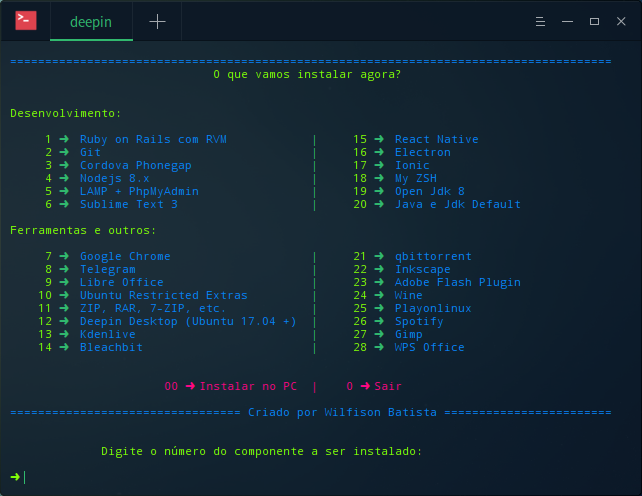 deepin
======================================================================================
O que vamos instalar agora?
Desenvolvimento:
1 ➜ Ruby on Rails com RVM | 15 ➜ React Native
2 ➜ Git | 16 ➜ Electron
3 ➜ Cordova Phonegap | 17 ➜ Ionic
4 ➜ Nodejs 8.x | 18 ➜ My ZSH
5 ➜ LAMP + PhpMyAdmin | 19 ➜ Open Jdk 8
6 ➜ Sublime Text 3 | 20 ➜ Java e Jdk Default
Ferramentas e outros:
7 ➜ Google Chrome | 21 ➜ qbittorrent
8 ➜ Telegram | 22 ➜ Inkscape
9 ➜ Libre Office | 23 ➜ Adobe Flash Plugin
10 ➜ Ubuntu Restricted Extras | 24 ➜ Wine
11 ➜ ZIP, RAR, 7-ZIP, etc. | 25 ➜ Playonlinux
12 ➜ Deepin Desktop (Ubuntu 17.04 +) | 26 ➜ Spotify
13 ➜ Kdenlive | 27 ➜ Gimp
14 ➜ Bleachbit | 28 ➜ WPS Office
00 ➜ Instalar no PC | 0 ➜ Sair
================================= Criado por Wilfison Batista ========================
Digite o número do componente a ser instalado:
➜